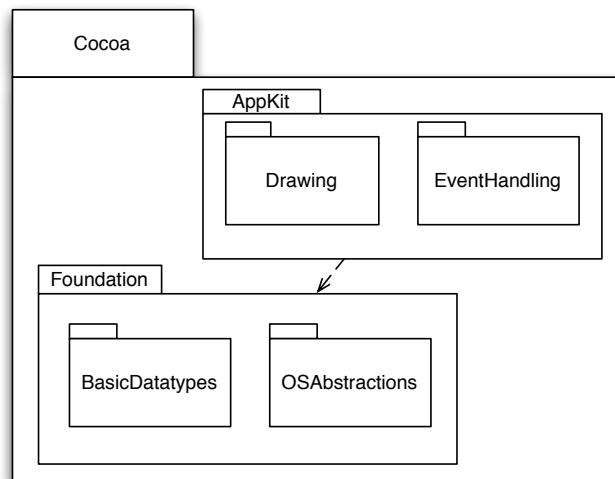 Cocoa
AppKit
Drawing
EventHandling
Foundation
BasicDatatypes
OSAbstractions